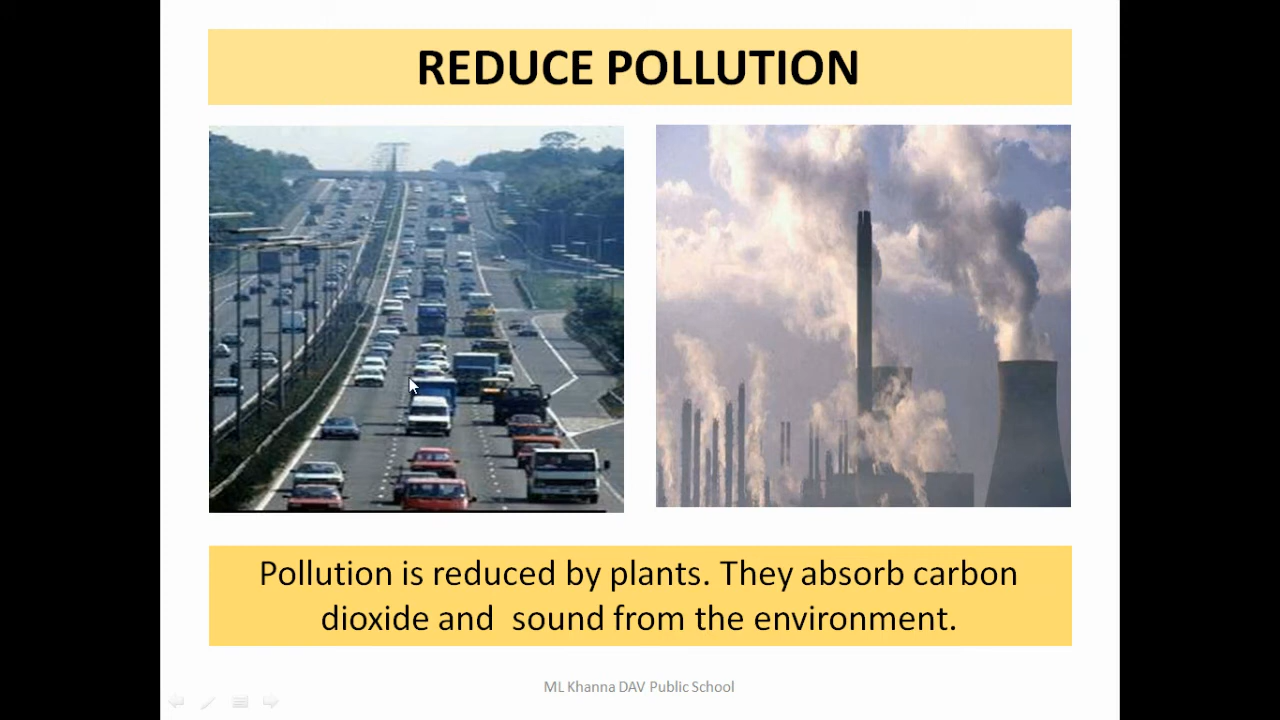 REDUCE POLLUTION
Pollution is reduced by plants. They absorb carbon
dioxide and  sound from the environment.
ML Khanna DAV Public School